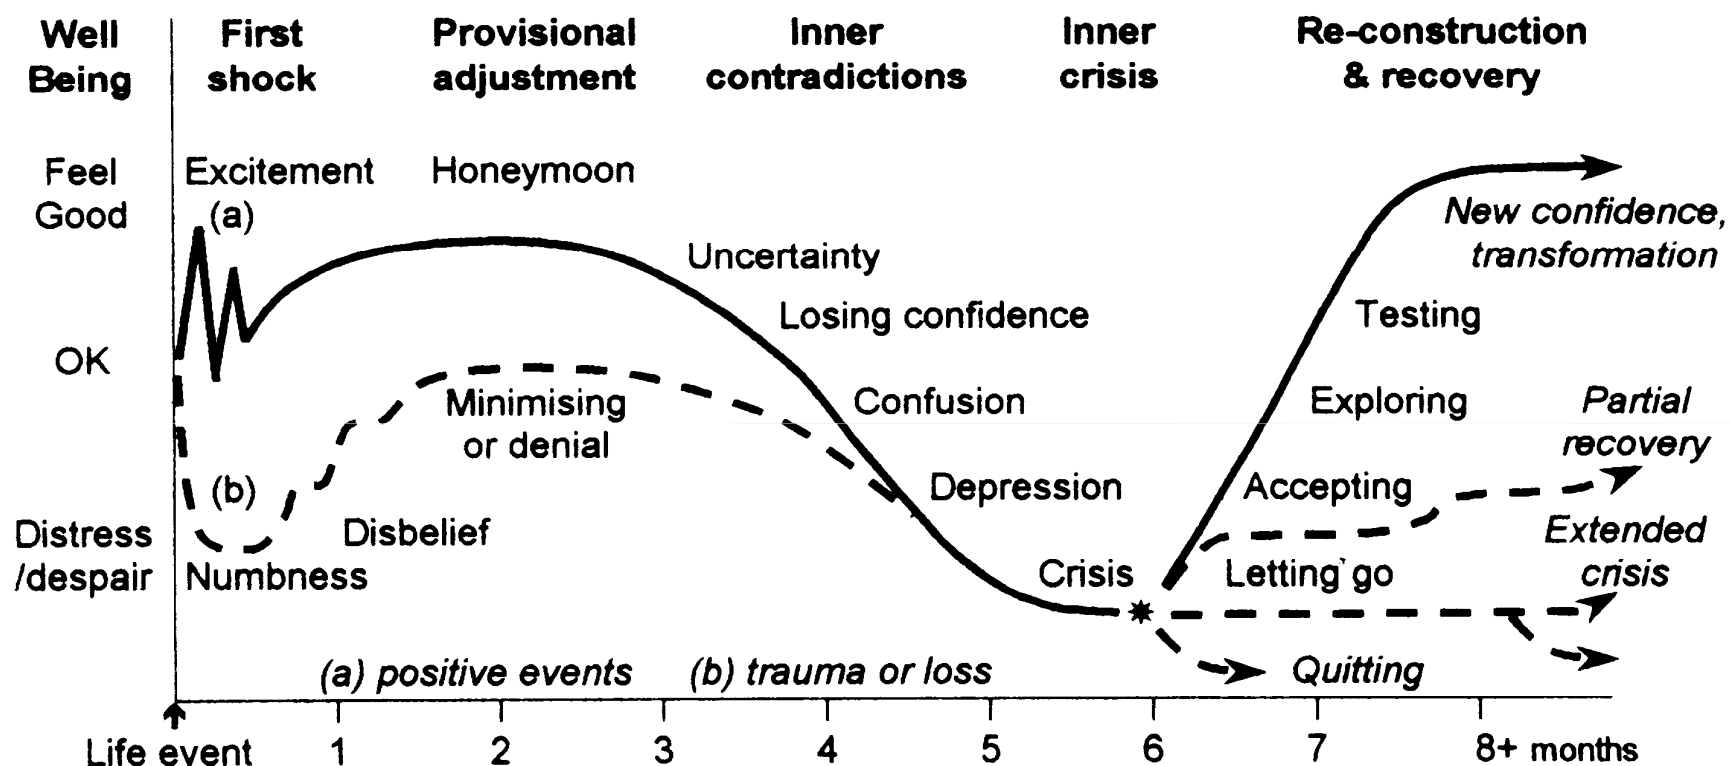 Well
Being
First
shock
Provisional
adjustment
Inner
contradictions
Inner
crisis
Re-construction
& recovery
Feel
Good
Excitement
(a)
Honeymoon
New confidence,
transformation
Uncertainty
Losing confidence
Testing
OK
Minimising
or denial
Confusion
Exploring
Partial
recovery
(b)
Depression
Accepting
Distress
/despair
Disbelief
Numbness
Extended
crisis
Crisis
Letting go
(a) positive events
(b) trauma or loss
Quitting
Life event
1
2
3
4
5
6
7
8+ months